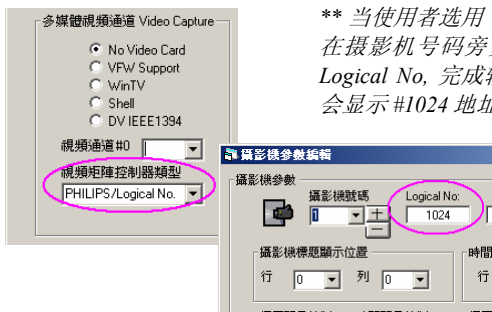 多媒體視頻通道 Video Capture
No Video Card
VFW Support
WinTV
Shell
DV IEEE1394
視頻通道#0
視頻矩陣控制器類型
PHILIPS/Logical No.
** 当使用者选用
在摄影机号码旁
Logical No, 完成
会显示 #1024 地址
攝影機參數編輯
攝影機參數
攝影機號碼
Logical No:
1
+
−
1024
攝影機標題顯示位置
行 0 列 0
時間
行